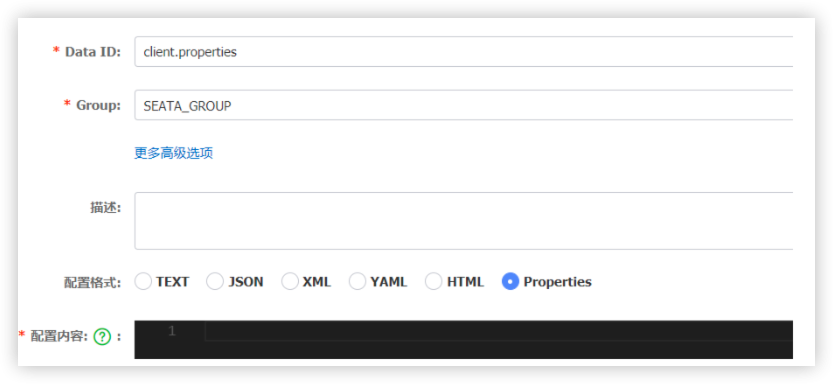 * Data ID: client.properties
* Group: SEATA_GROUP
更多高级选项
描述:
配置格式: TEXT JSON XML YAML HTML Properties
* 配置内容: ? :
1